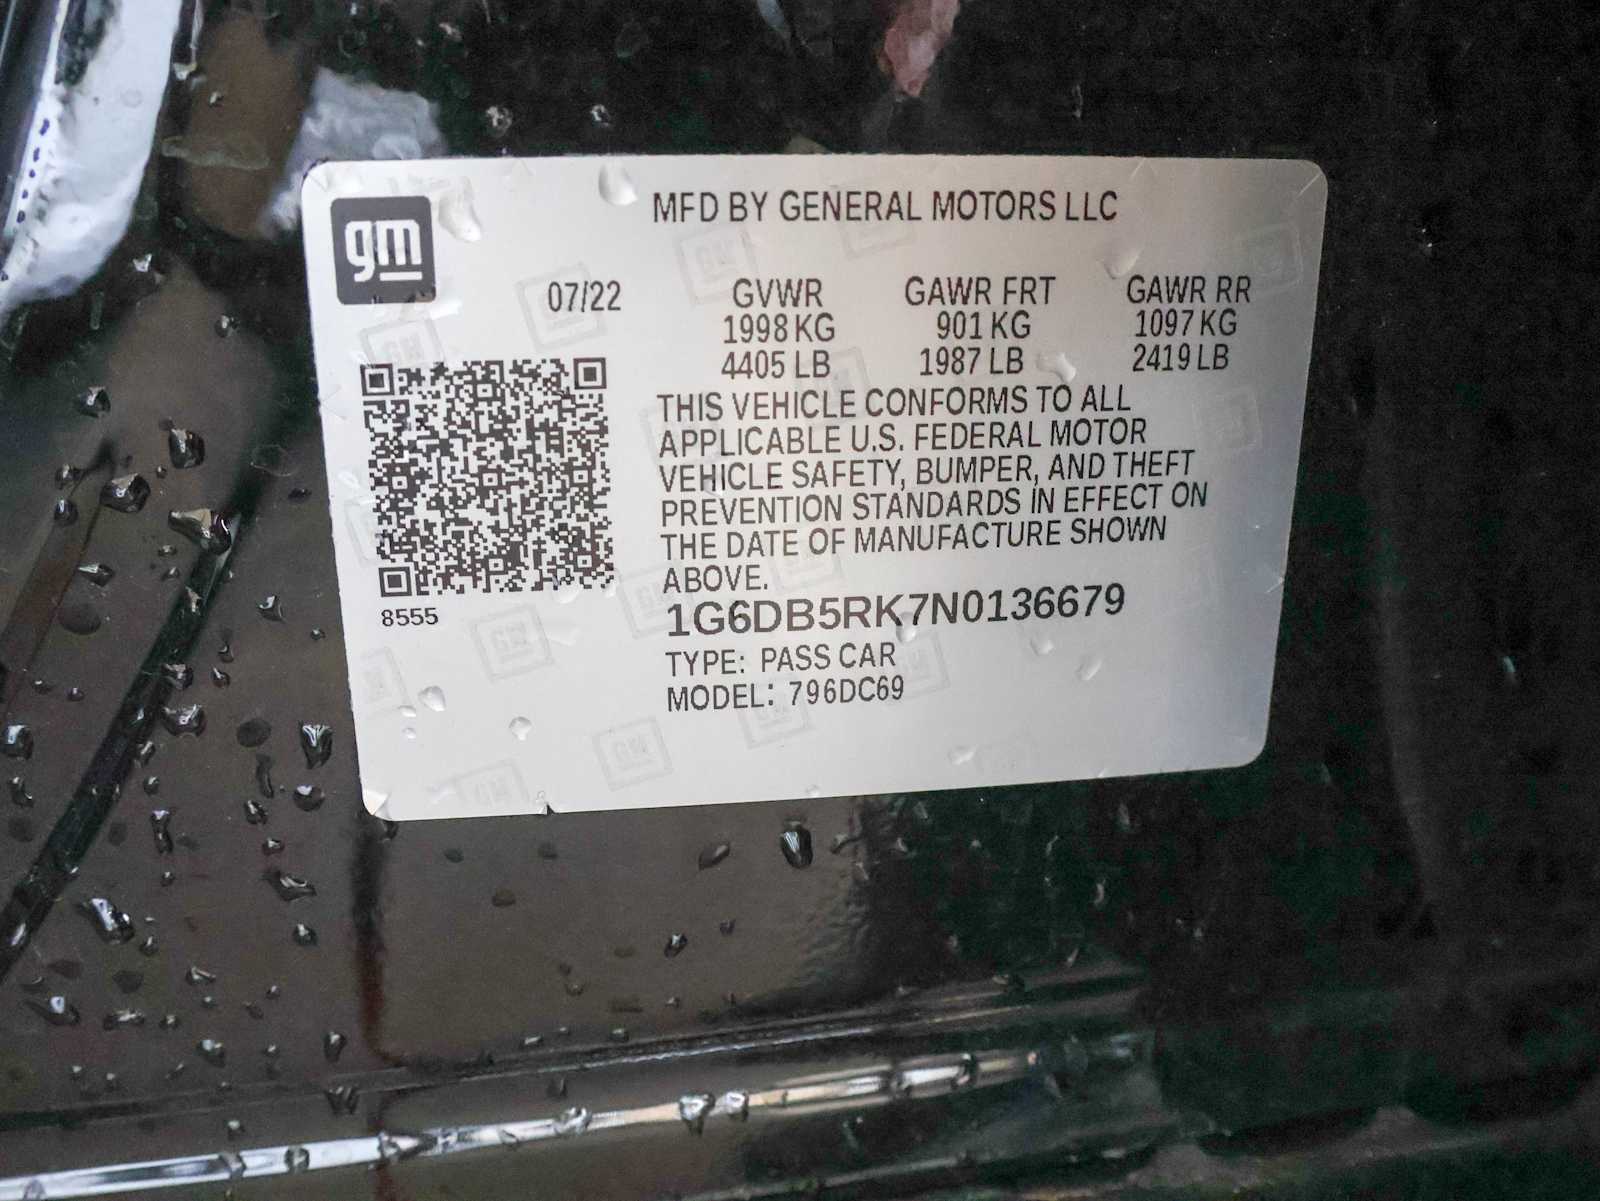 gm
MFD BY GENERAL MOTORS LLC
07/22 GVWR GAWR FRT GAWR RR
1998 KG 901 KG 1097 KG
4405 LB 1987 LB 2419 LB
THIS VEHICLE CONFORMS TO ALL
APPLICABLE U.S. FEDERAL MOTOR
VEHICLE SAFETY, BUMPER, AND THEFT
PREVENTION STANDARDS IN EFFECT ON
THE DATE OF MANUFACTURE SHOWN
ABOVE.
8555
1G6DB5RK7N0136679
TYPE: PASS CAR
MODEL: 796DC69